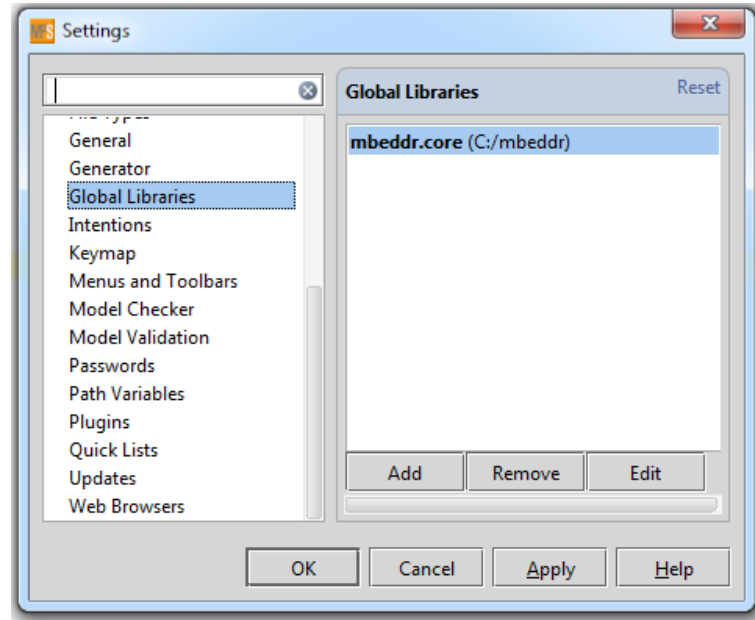 MPS Settings
Global Libraries Reset
General
Generator
Global Libraries
Intentions
Keymap
Menus and Toolbars
Model Checker
Model Validation
Passwords
Path Variables
Plugins
Quick Lists
Updates
Web Browsers
mbeddr.core (C:/mbeddr)
Add Remove Edit
OK Cancel Apply Help